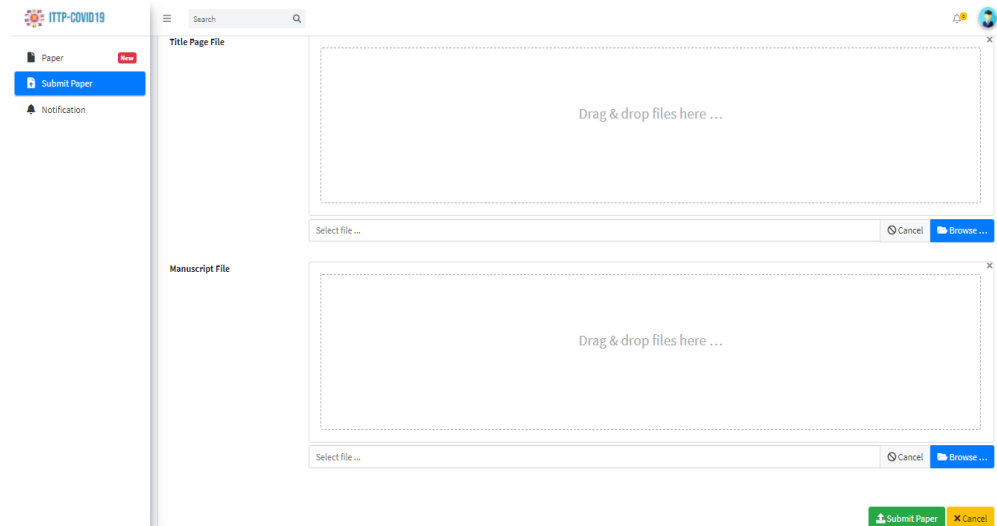 ITTP-COVID19
Search
Paper
New
Submit Paper
Notification
Title Page File
Drag & drop files here …
Select file ...
Cancel
Browse …
Manuscript File
Drag & drop files here …
Select file ...
Cancel
Browse …
Submit Paper
Cancel